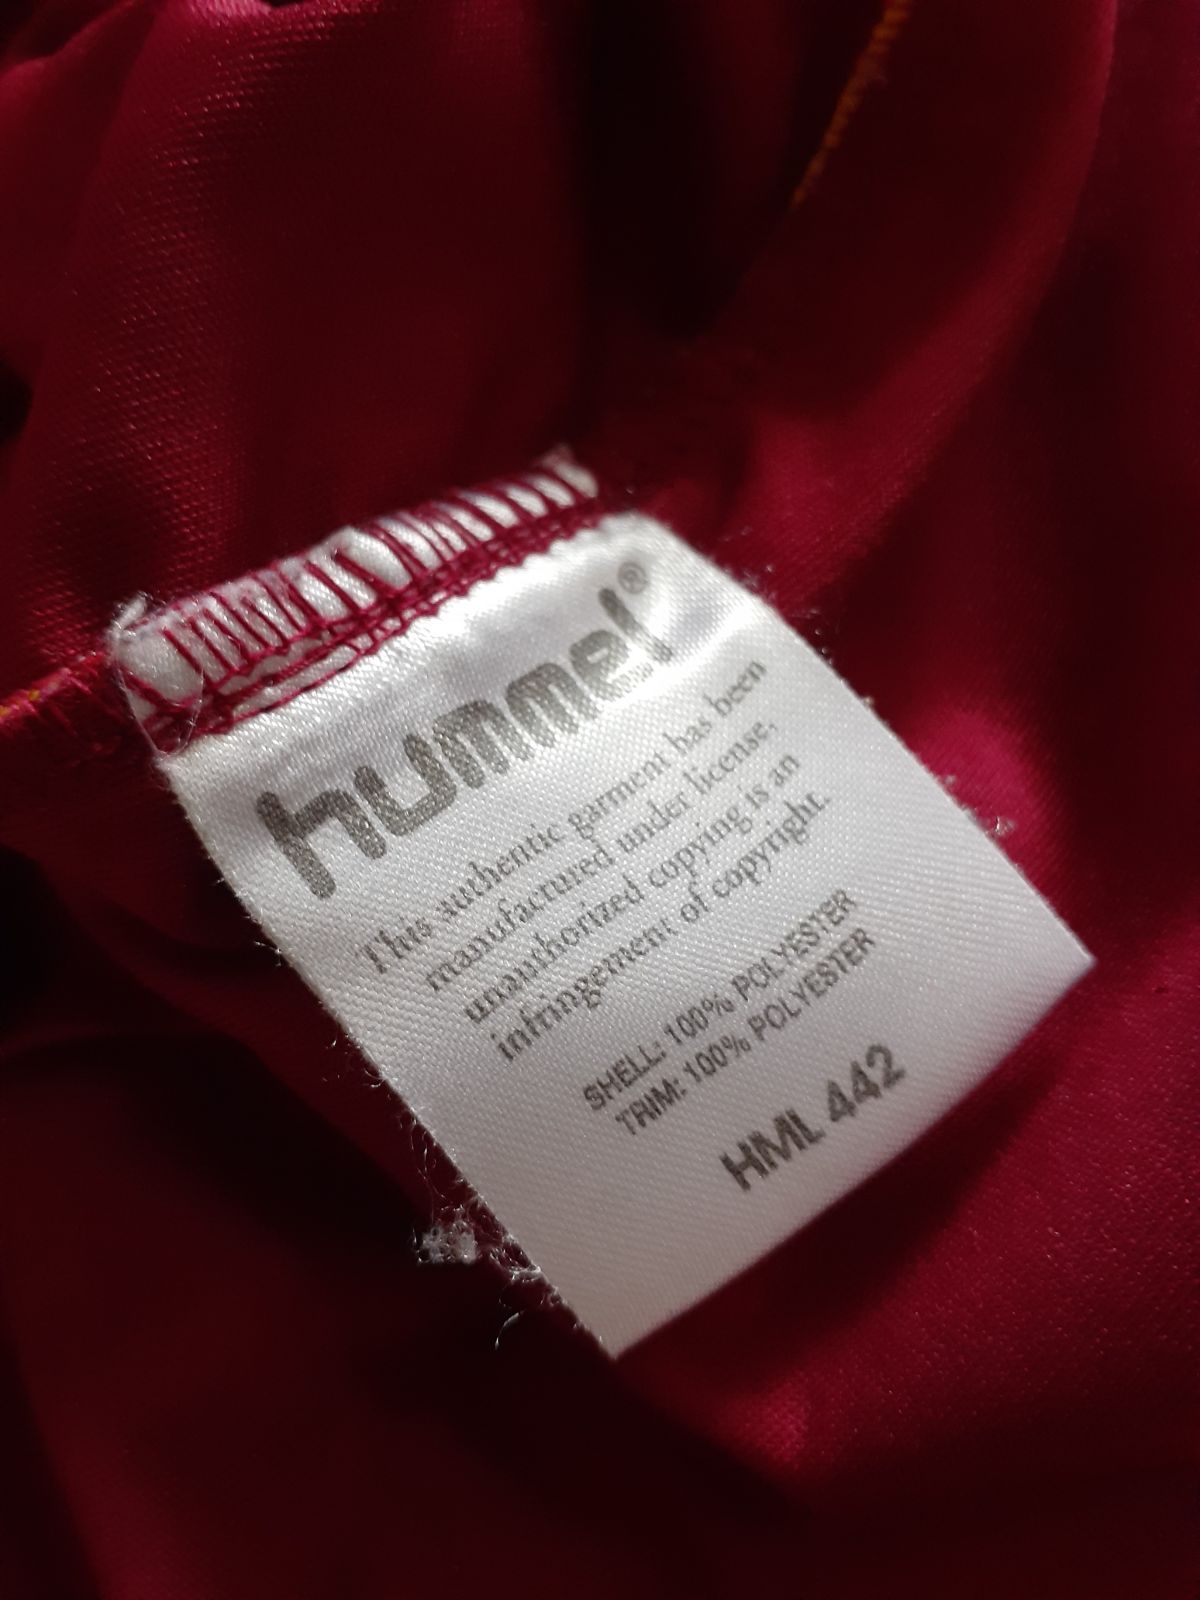 hummel®
This authentic garment has been
manufactured under license,
unauthorized copying is an
infringement of copyright.
SHELL: 100% POLYESTER
TRIM: 100% POLYESTER
HML 442